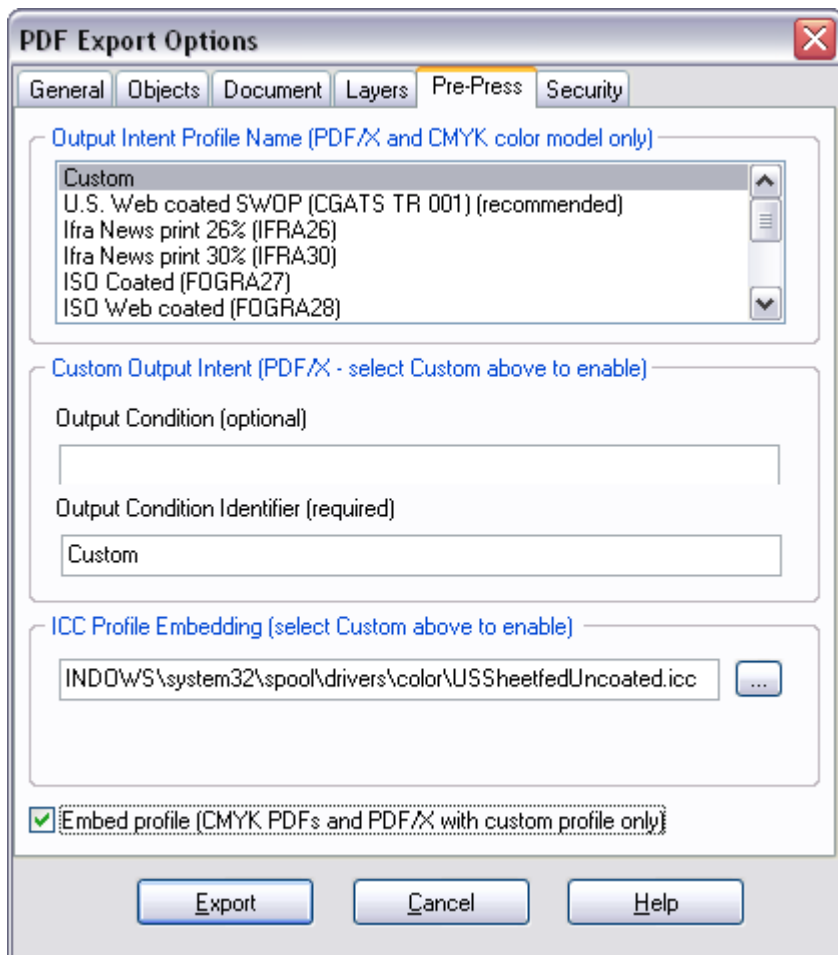 PDF Export Options
General Objects Document Layers Pre-Press Security
Output Intent Profile Name (PDF/X and CMYK color model only)
Custom
U.S. Web coated SWOP (CGATS TR 001) (recommended)
Ifra News print 26% (IFRA26)
Ifra News print 30% (IFRA30)
ISO Coated (FOGRA27)
ISO Web coated (FOGRA28)
Custom Output Intent (PDF/X - select Custom above to enable)
Output Condition (optional)
Output Condition Identifier (required)
Custom
ICC Profile Embedding (select Custom above to enable)
INDOWS\system32\spool\drivers\color\USSheetfedUncoated.icc ...
Embed profile (CMYK PDFs and PDF/X with custom profile only)
Export Cancel Help